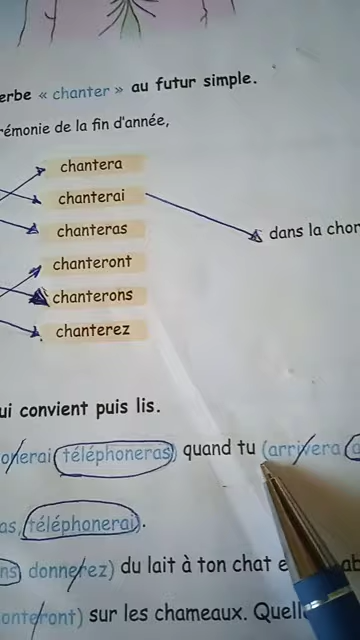 erbe « chanter » au futur simple.
rémonie de la fin d'année,
chantera
chanterai
chanteras
chanteront
chanterons
chanterez
dans la chor
ui convient puis lis.
onerai téléphoneras) quand tu (arrivera a
as, téléphonerai).
ns, donnerez) du lait à ton chat e ab
onteront) sur les chameaux. Quell